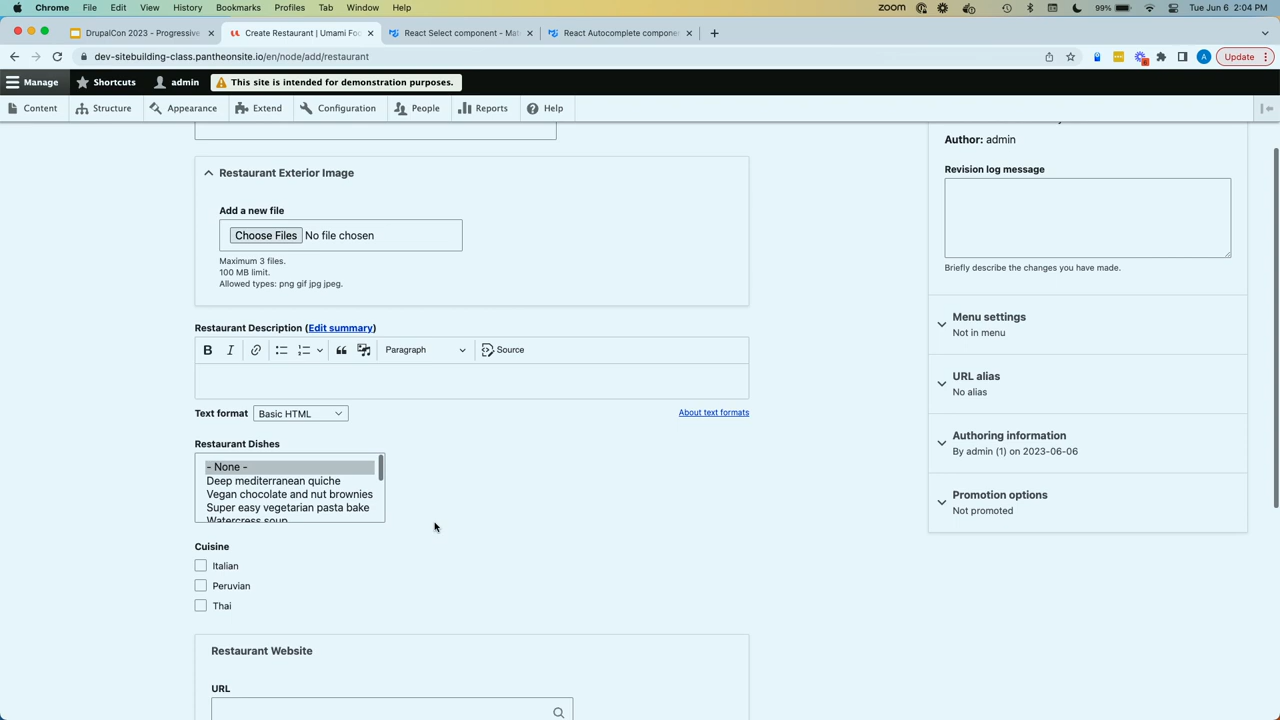 Chrome File Edit View History Bookmarks Profiles Tab Window Help
zoom 99% Tue Jun 6 2:04 PM
DrupalCon 2023 - Progressive
Create Restaurant | Umami Foo
React Select component - Mat
React Autocomplete compone
dev-sitebuilding-class.pantheonsite.io/en/node/add/restaurant
A Update
Manage Shortcuts admin This site is intended for demonstration purposes.
Content Structure Appearance Extend Configuration People Reports Help
Restaurant Exterior Image
Add a new file
Choose Files No file chosen
Maximum 3 files.
100 MB limit.
Allowed types: png gif jpg jpeg.
Restaurant Description (Edit summary)
B I Paragraph Source
Text format Basic HTML
About text formats
Restaurant Dishes
- None -
Deep mediterranean quiche
Vegan chocolate and nut brownies
Super easy vegetarian pasta bake
Watercress soup
Cuisine
Italian
Peruvian
Thai
Restaurant Website
URL
Author: admin
Revision log message
Briefly describe the changes you have made.
Menu settings
Not in menu
URL alias
No alias
Authoring information
By admin (1) on 2023-06-06
Promotion options
Not promoted